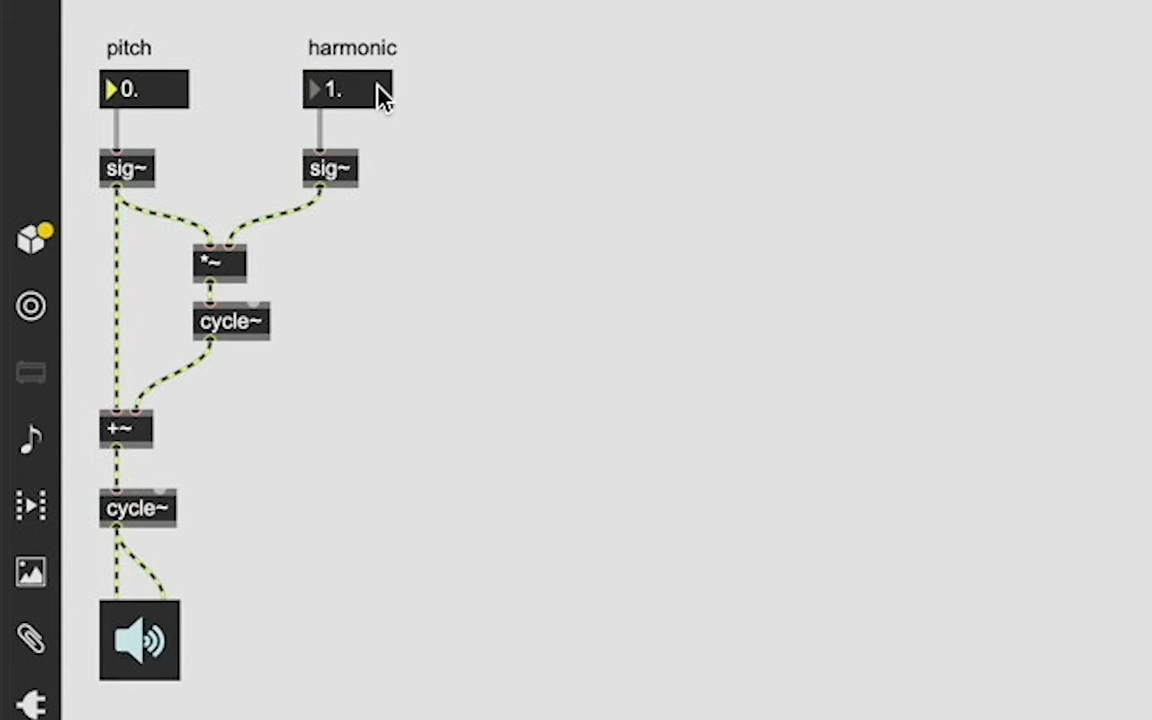 pitch
harmonic
0.
1.
sig~
sig~
*~
cycle~
+~
cycle~